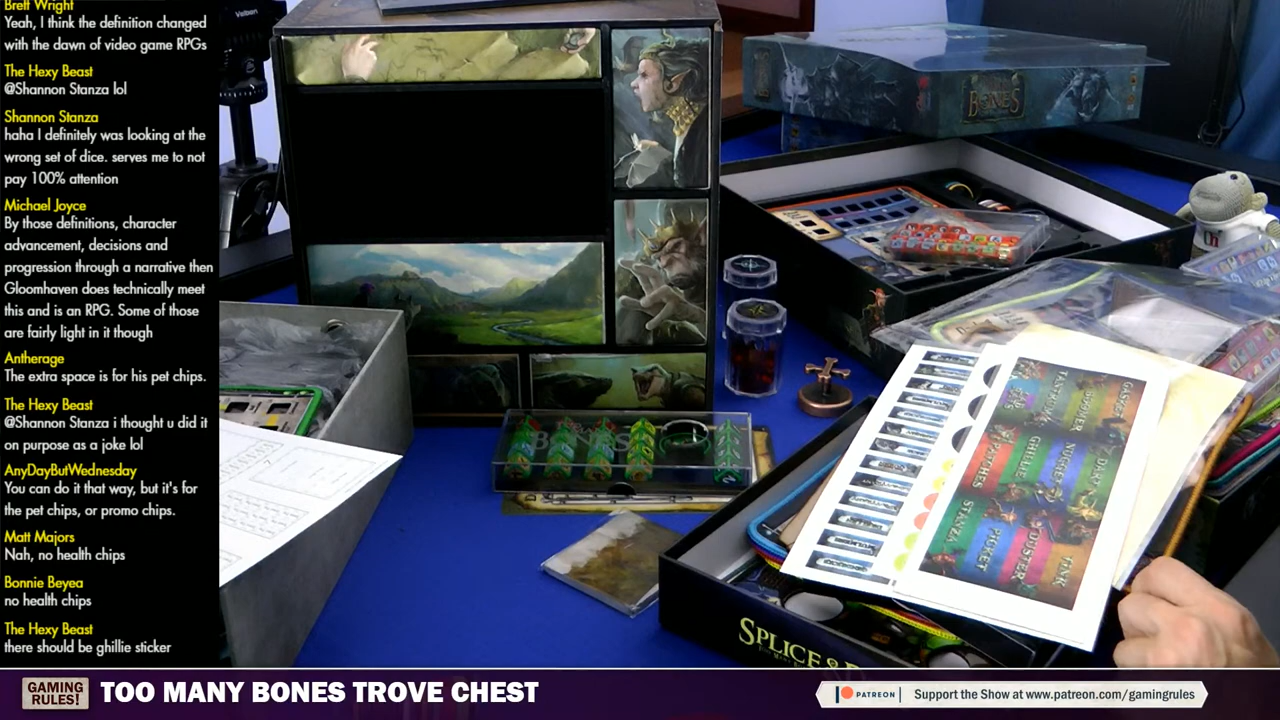 Brett Wright
Yeah, I think the definition changed
with the dawn of video game RPGs
The Hexy Beast
@Shannon Stanza lol
Shannon Stanza
haha I definitely was looking at the
wrong set of dice. serves me to not
pay 100% attention
Michael Joyce
By those definitions, character
advancement, decisions and
progression through a narrative then
Gloomhaven does technically meet
this and is an RPG. Some of those
are fairly light in it though
Antherage
The extra space is for his pet chips.
The Hexy Beast
@Shannon Stanza i thought u did it
on purpose as a joke lol
AnyDayButWednesday
You can do it that way, but it's for
the pet chips, or promo chips.
Matt Majors
Nah, no health chips
Bonnie Beyea
no health chips
The Hexy Beast
there should be ghillie sticker
Velbon
BONES
BONES
TANTRUM
BOOMER
PATCHES
GHILLIE
NUGGET
DART
STANZA
PICKET
DUSTER
TINK
SPLICE &
GAMING
RULES!
TOO MANY BONES TROVE CHEST
PATREON
Support the Show at www.patreon.com/gamingrules